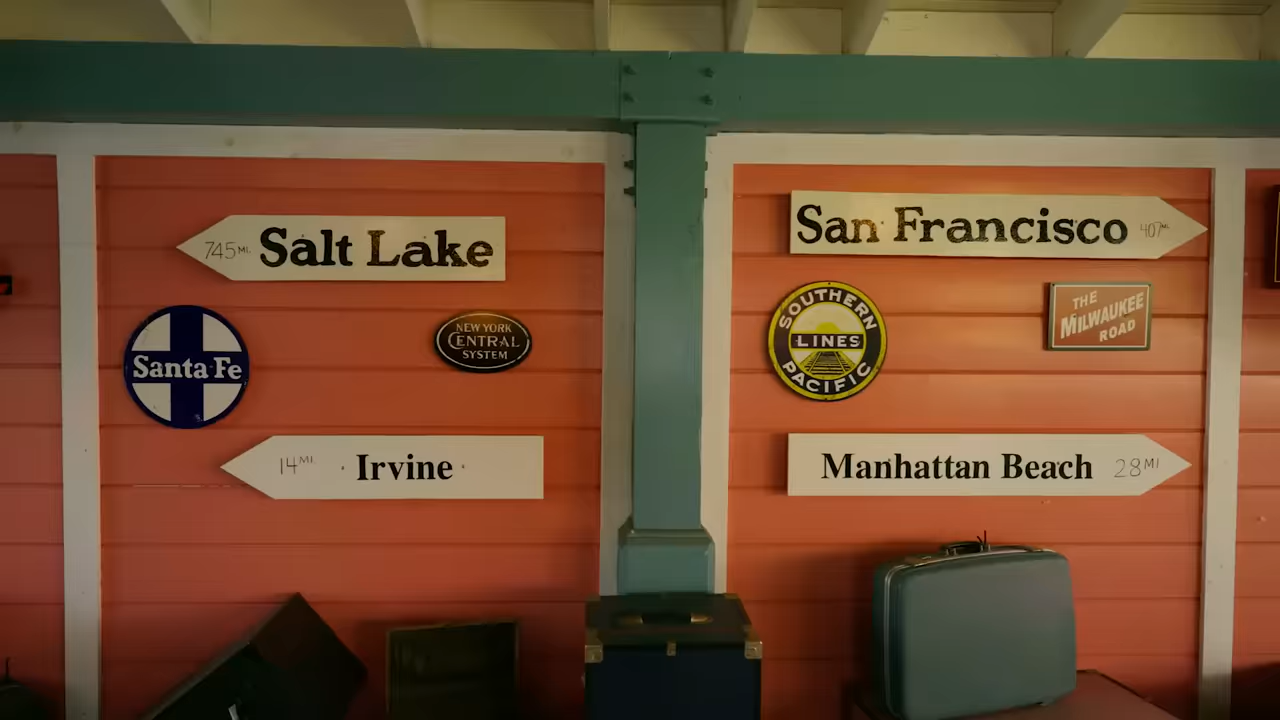 745 MI. Salt Lake
San Francisco 407 MI.
Santa Fe
NEW YORK
CENTRAL
SYSTEM
SOUTHERN
LINES
PACIFIC
THE
MILWAUKEE
ROAD
14 MI. · Irvine ·
Manhattan Beach 28 MI